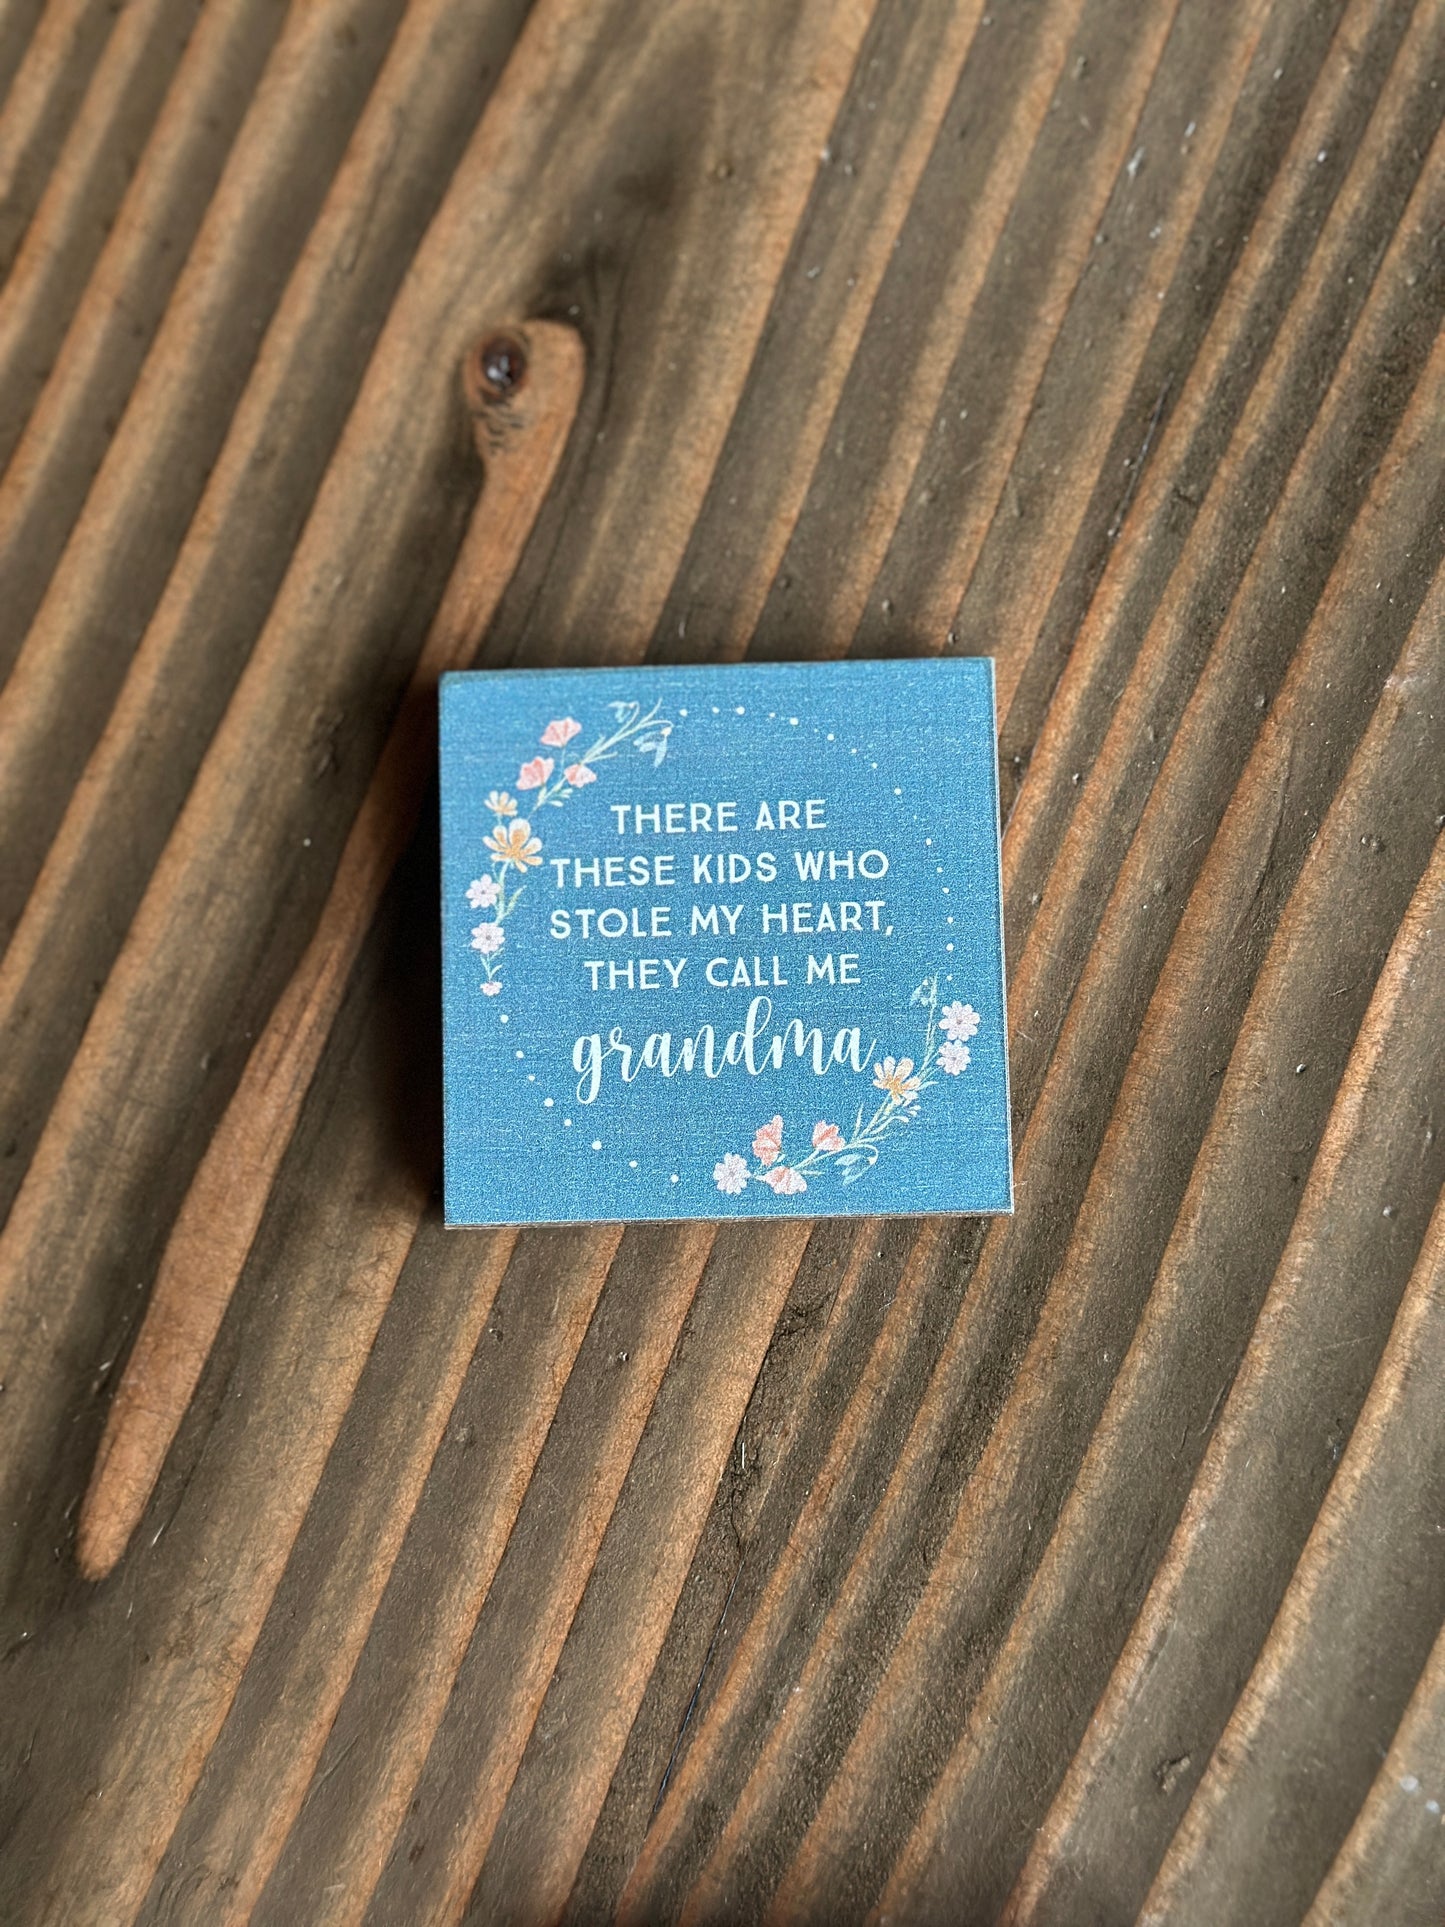 THERE ARE
THESE KIDS WHO
STOLE MY HEART,
THEY CALL ME
grandma